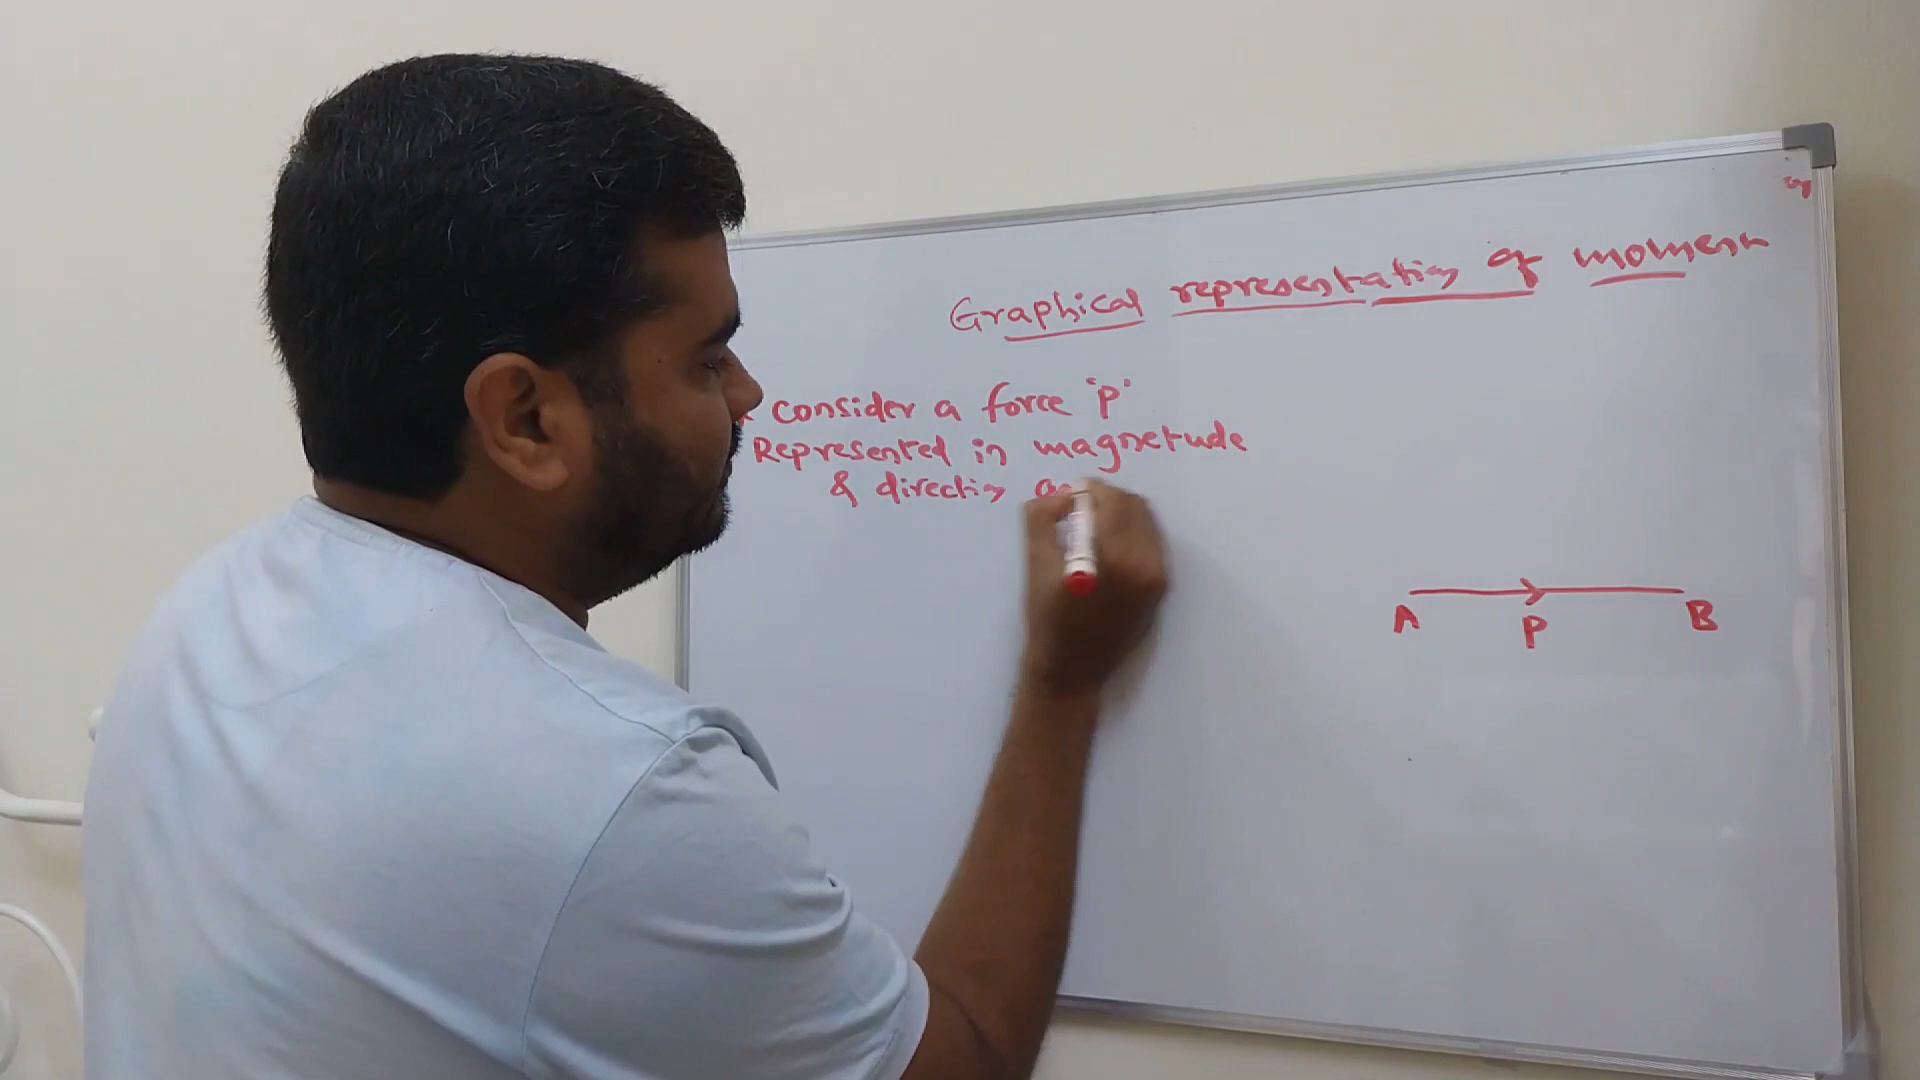 Graphical representation of moment
consider a force 'p'
Represented in magnetude
& direction
A P B